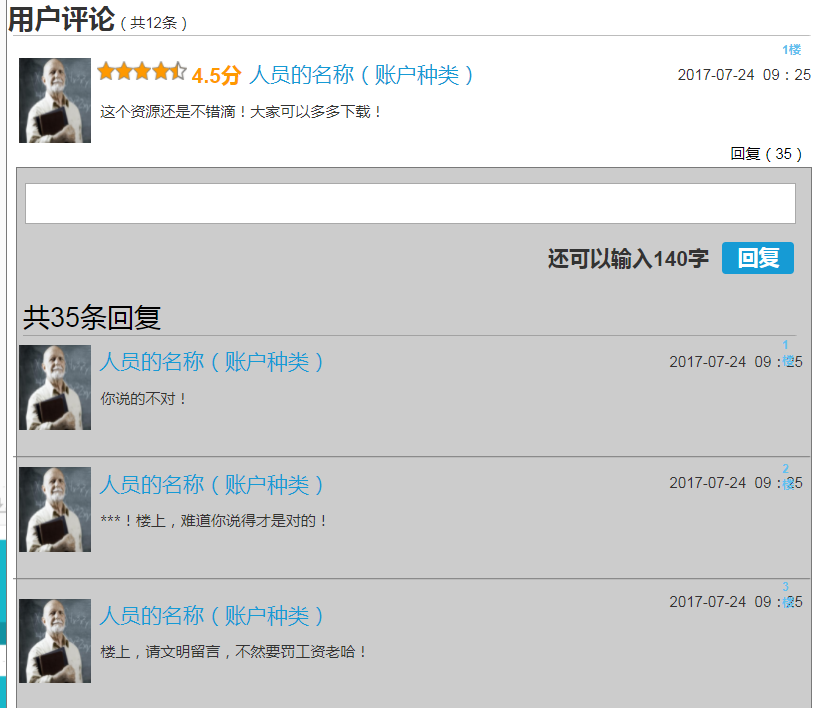 用户评论（共12条）
1楼
4.5分 人员的名称（账户种类） 2017-07-24 09：25
这个资源还是不错滴！大家可以多多下载！
回复（35）
还可以输入140字 回复
共35条回复
1楼
人员的名称（账户种类） 2017-07-24 09：25
你说的不对！
2楼
人员的名称（账户种类） 2017-07-24 09：25
***！楼上，难道你说得才是对的！
3楼
人员的名称（账户种类） 2017-07-24 09：25
楼上，请文明留言，不然要罚工资老哈！